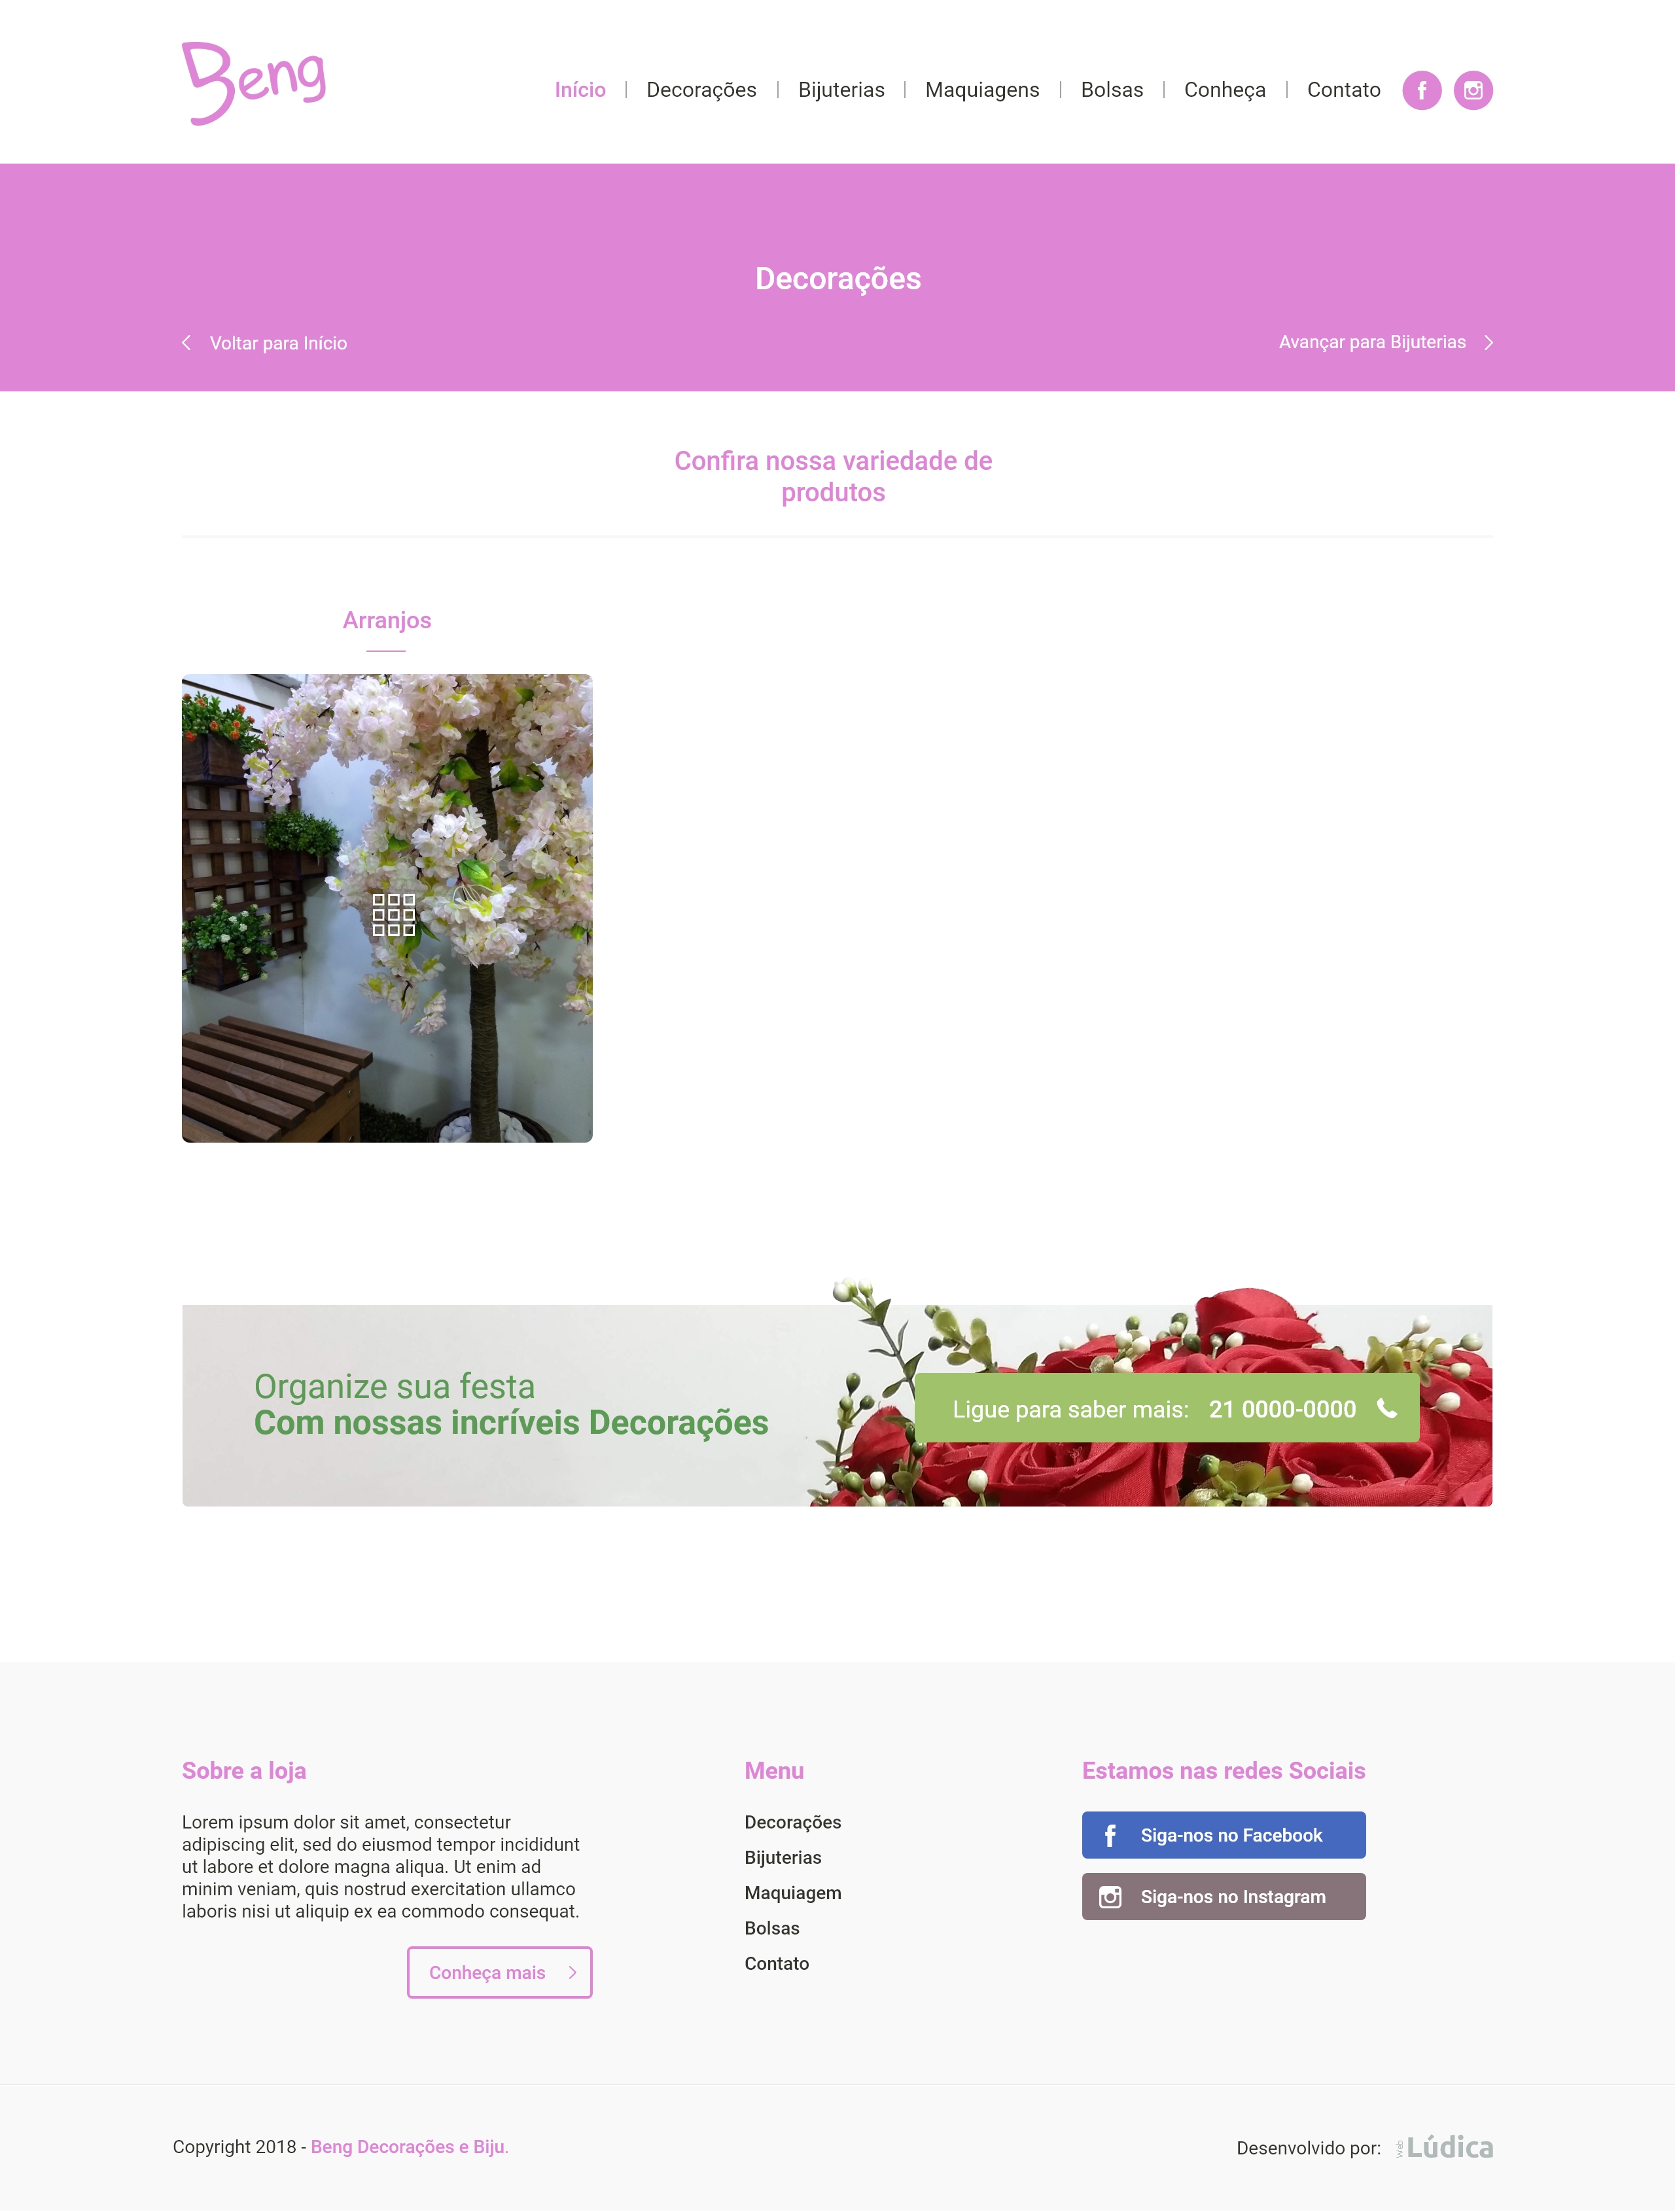 Beng
Início | Decorações | Bijuterias | Maquiagens | Bolsas | Conheça | Contato
Decorações
Voltar para Início
Avançar para Bijuterias
Confira nossa variedade de
produtos
Arranjos
Organize sua festa
Com nossas incríveis Decorações
Ligue para saber mais: 21 0000-0000
Sobre a loja
Lorem ipsum dolor sit amet, consectetur
adipiscing elit, sed do eiusmod tempor incididunt
ut labore et dolore magna aliqua. Ut enim ad
minim veniam, quis nostrud exercitation ullamco
laboris nisi ut aliquip ex ea commodo consequat.
Conheça mais
Menu
Decorações
Bijuterias
Maquiagem
Bolsas
Contato
Estamos nas redes Sociais
Siga-nos no Facebook
Siga-nos no Instagram
Copyright 2018 - Beng Decorações e Biju.
Desenvolvido por: Web Lúdica